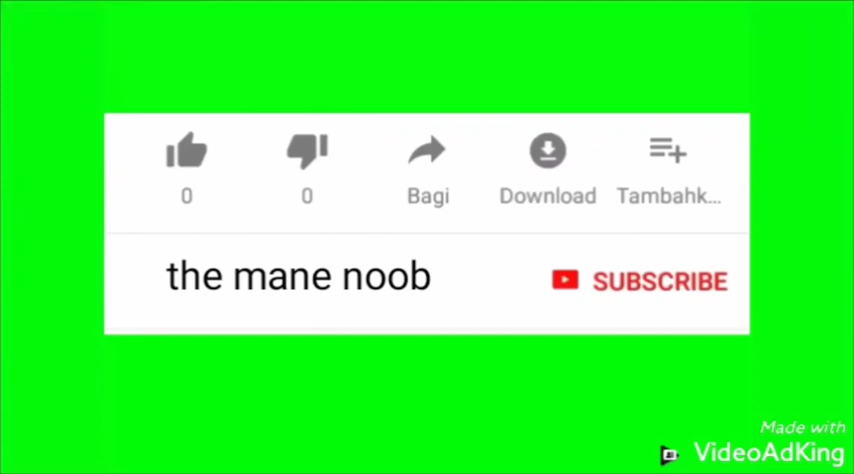 0 0 Bagi Download Tambahk...
the mane noob SUBSCRIBE
Made with
VideoAdKing